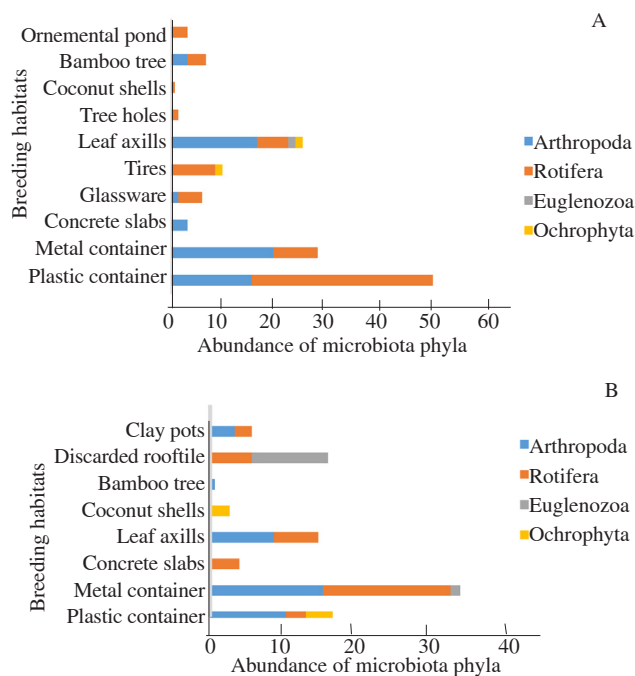 A
Ornemental pond
Bamboo tree
Coconut shells
Tree holes
Leaf axills
Tires
Glassware
Concrete slabs
Metal container
Plastic container
Breeding habitats
Arthropoda
Rotifera
Euglenozoa
Ochrophyta
0 10 20 30 40 50 60
Abundance of microbiota phyla
B
Clay pots
Discarded rooftile
Bamboo tree
Coconut shells
Leaf axills
Concrete slabs
Metal container
Plastic container
Breeding habitats
Arthropoda
Rotifera
Euglenozoa
Ochrophyta
0 10 20 30 40
Abundance of microbiota phyla